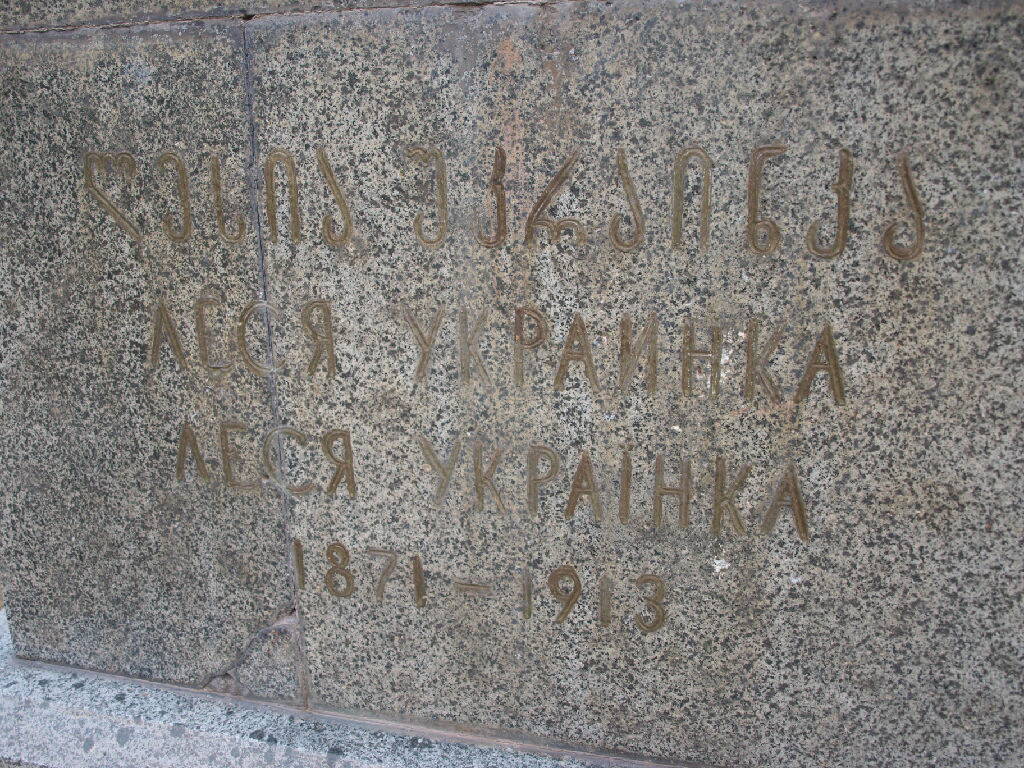 ლესია უკრაინკა
ЛЕСЯ УКРАИНКА
ЛЕСЯ УКРАІНКА
1871 – 1913